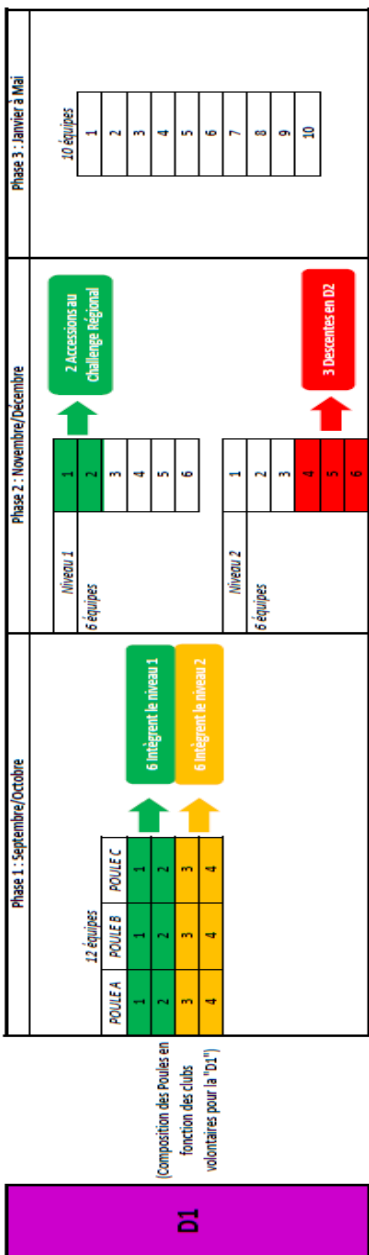 D1
(Composition des Poules en
fonction des clubs
volontaires pour la "D1")
Phase 1 : Septembre/Octobre
12 équipes
POULE A POULE B POULE C
1 1 1
2 2 2
3 3 3
4 4 4
6 Intègrent le niveau 1
6 Intègrent le niveau 2
Phase 2 : Novembre/Décembre
Niveau 1
6 équipes
1
2
3
4
5
6
2 Accessions au
Challenge Régional
Niveau 2
6 équipes
1
2
3
4
5
6
3 Descentes en D2
Phase 3 : Janvier à Mai
10 équipes
1
2
3
4
5
6
7
8
9
10